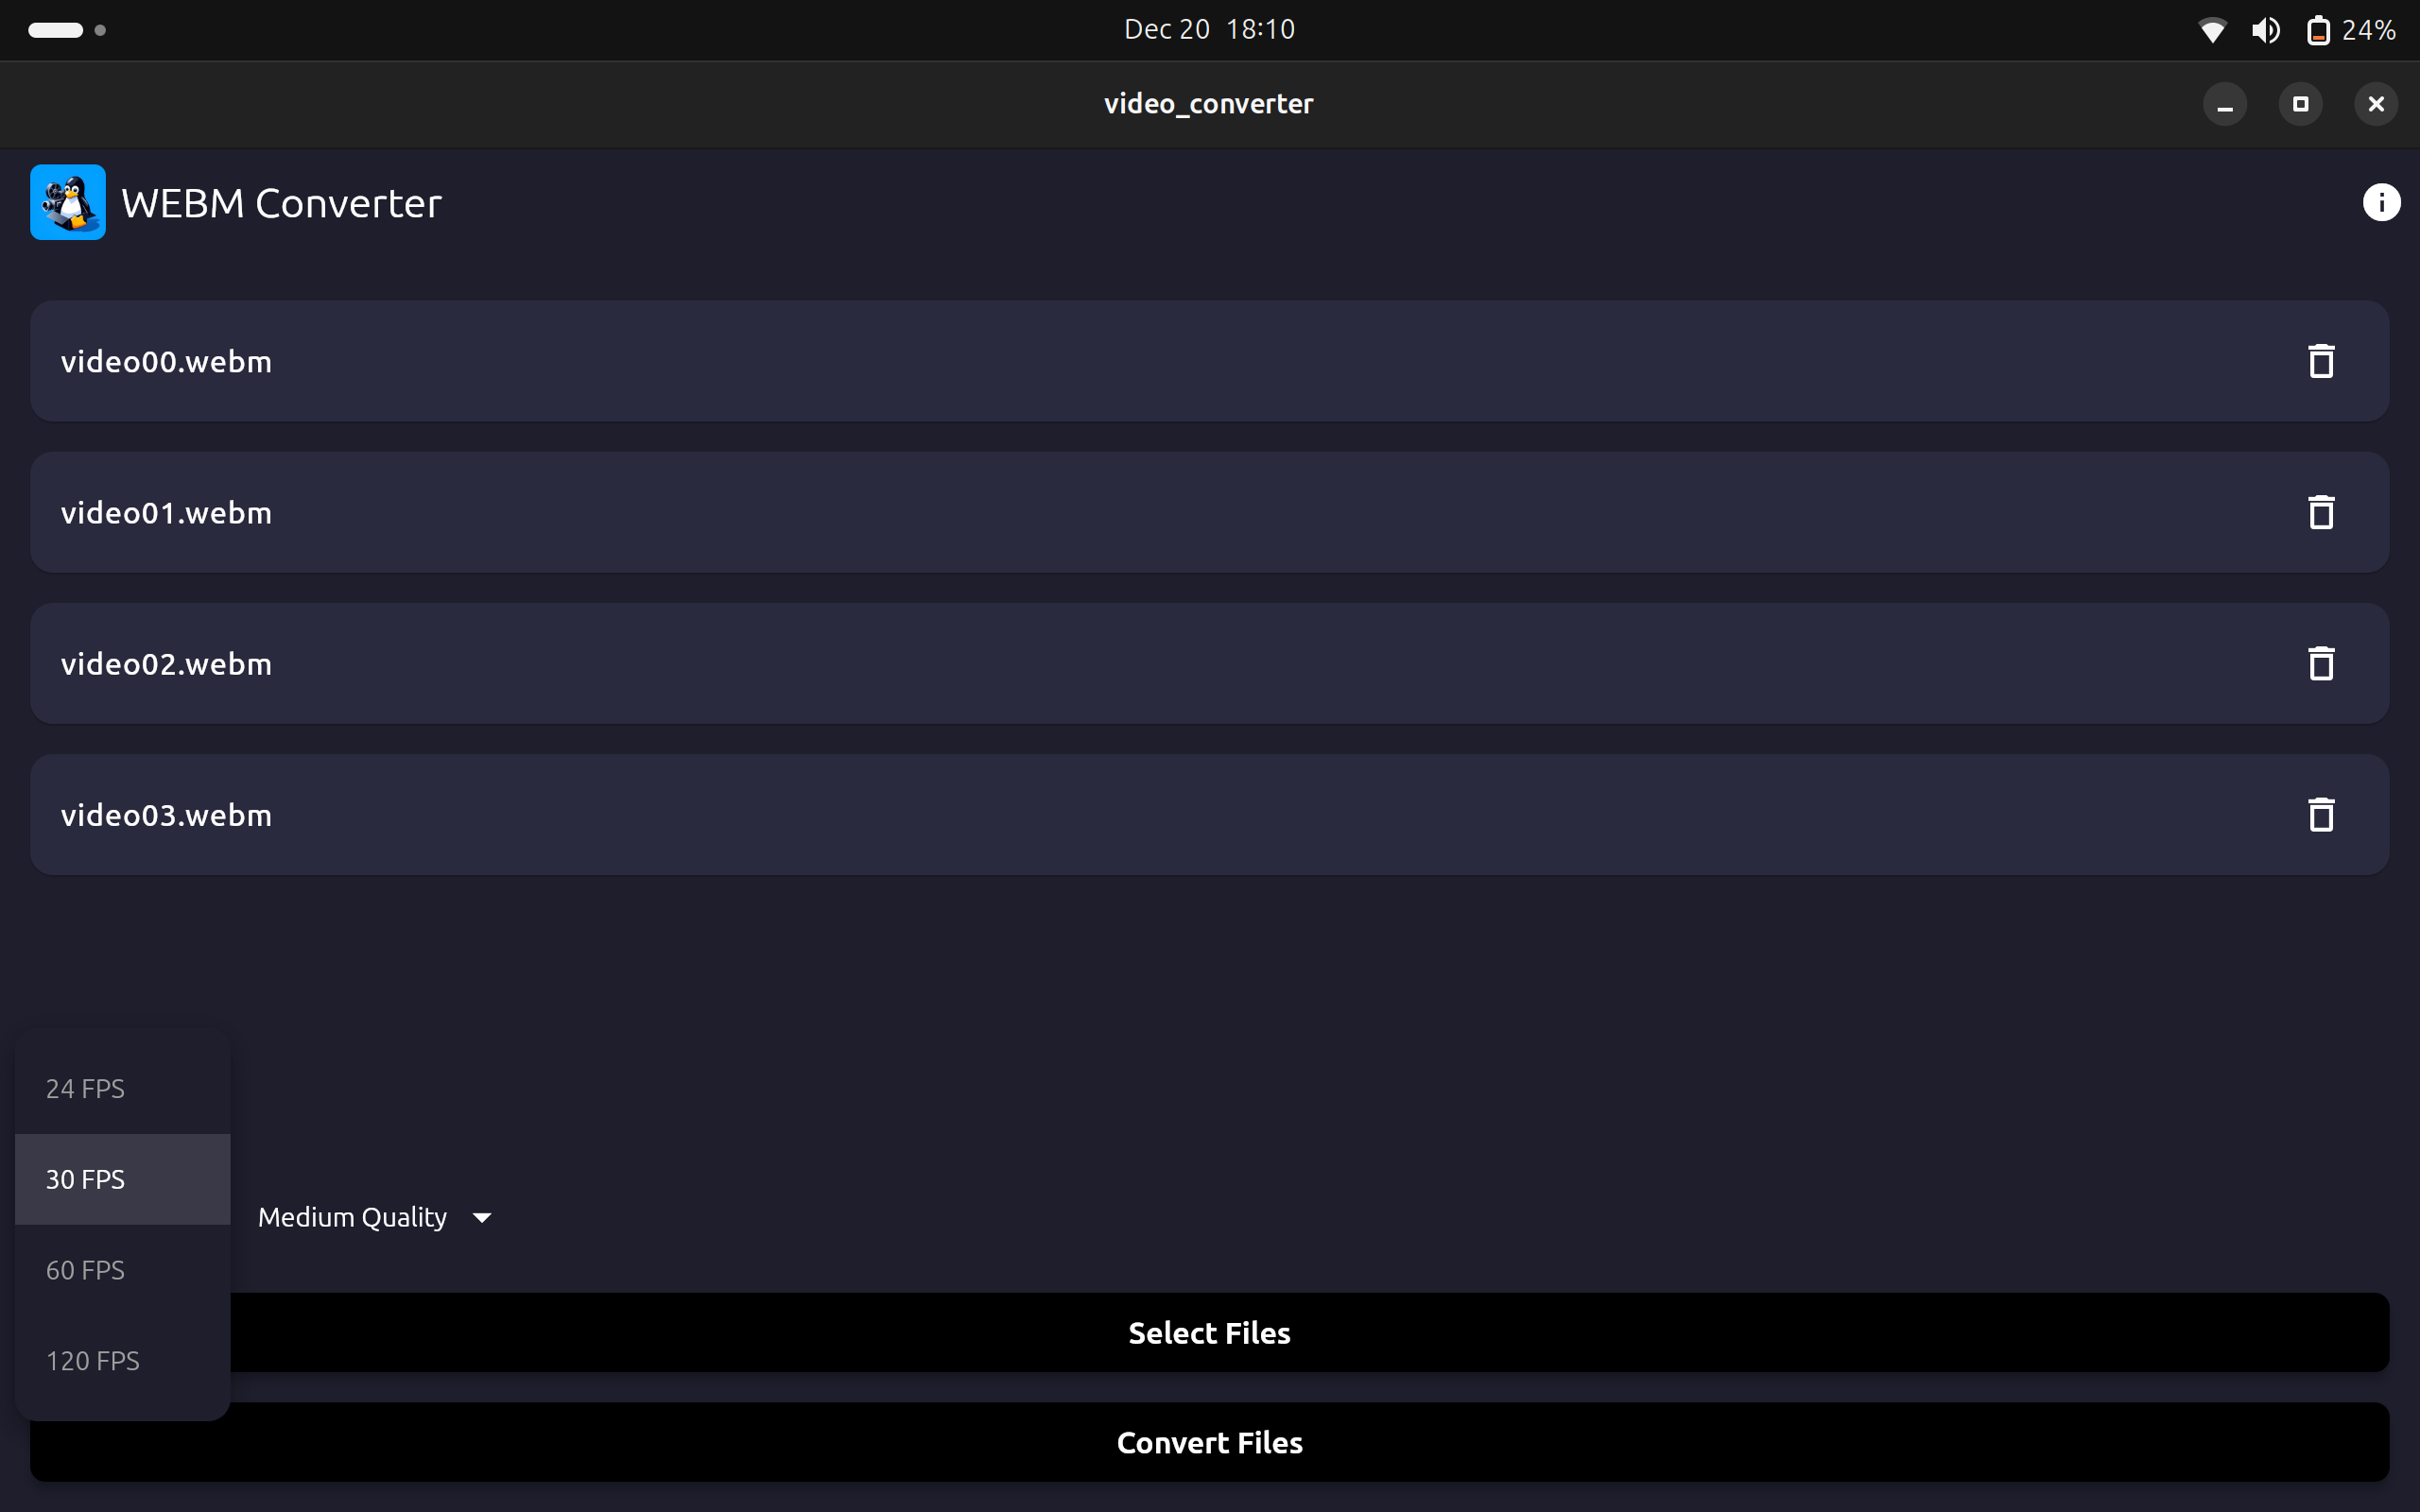 Dec 20 18:10
24%
video_converter
WEBM Converter
video00.webm
video01.webm
video02.webm
video03.webm
24 FPS
30 FPS
Medium Quality
60 FPS
Select Files
120 FPS
Convert Files